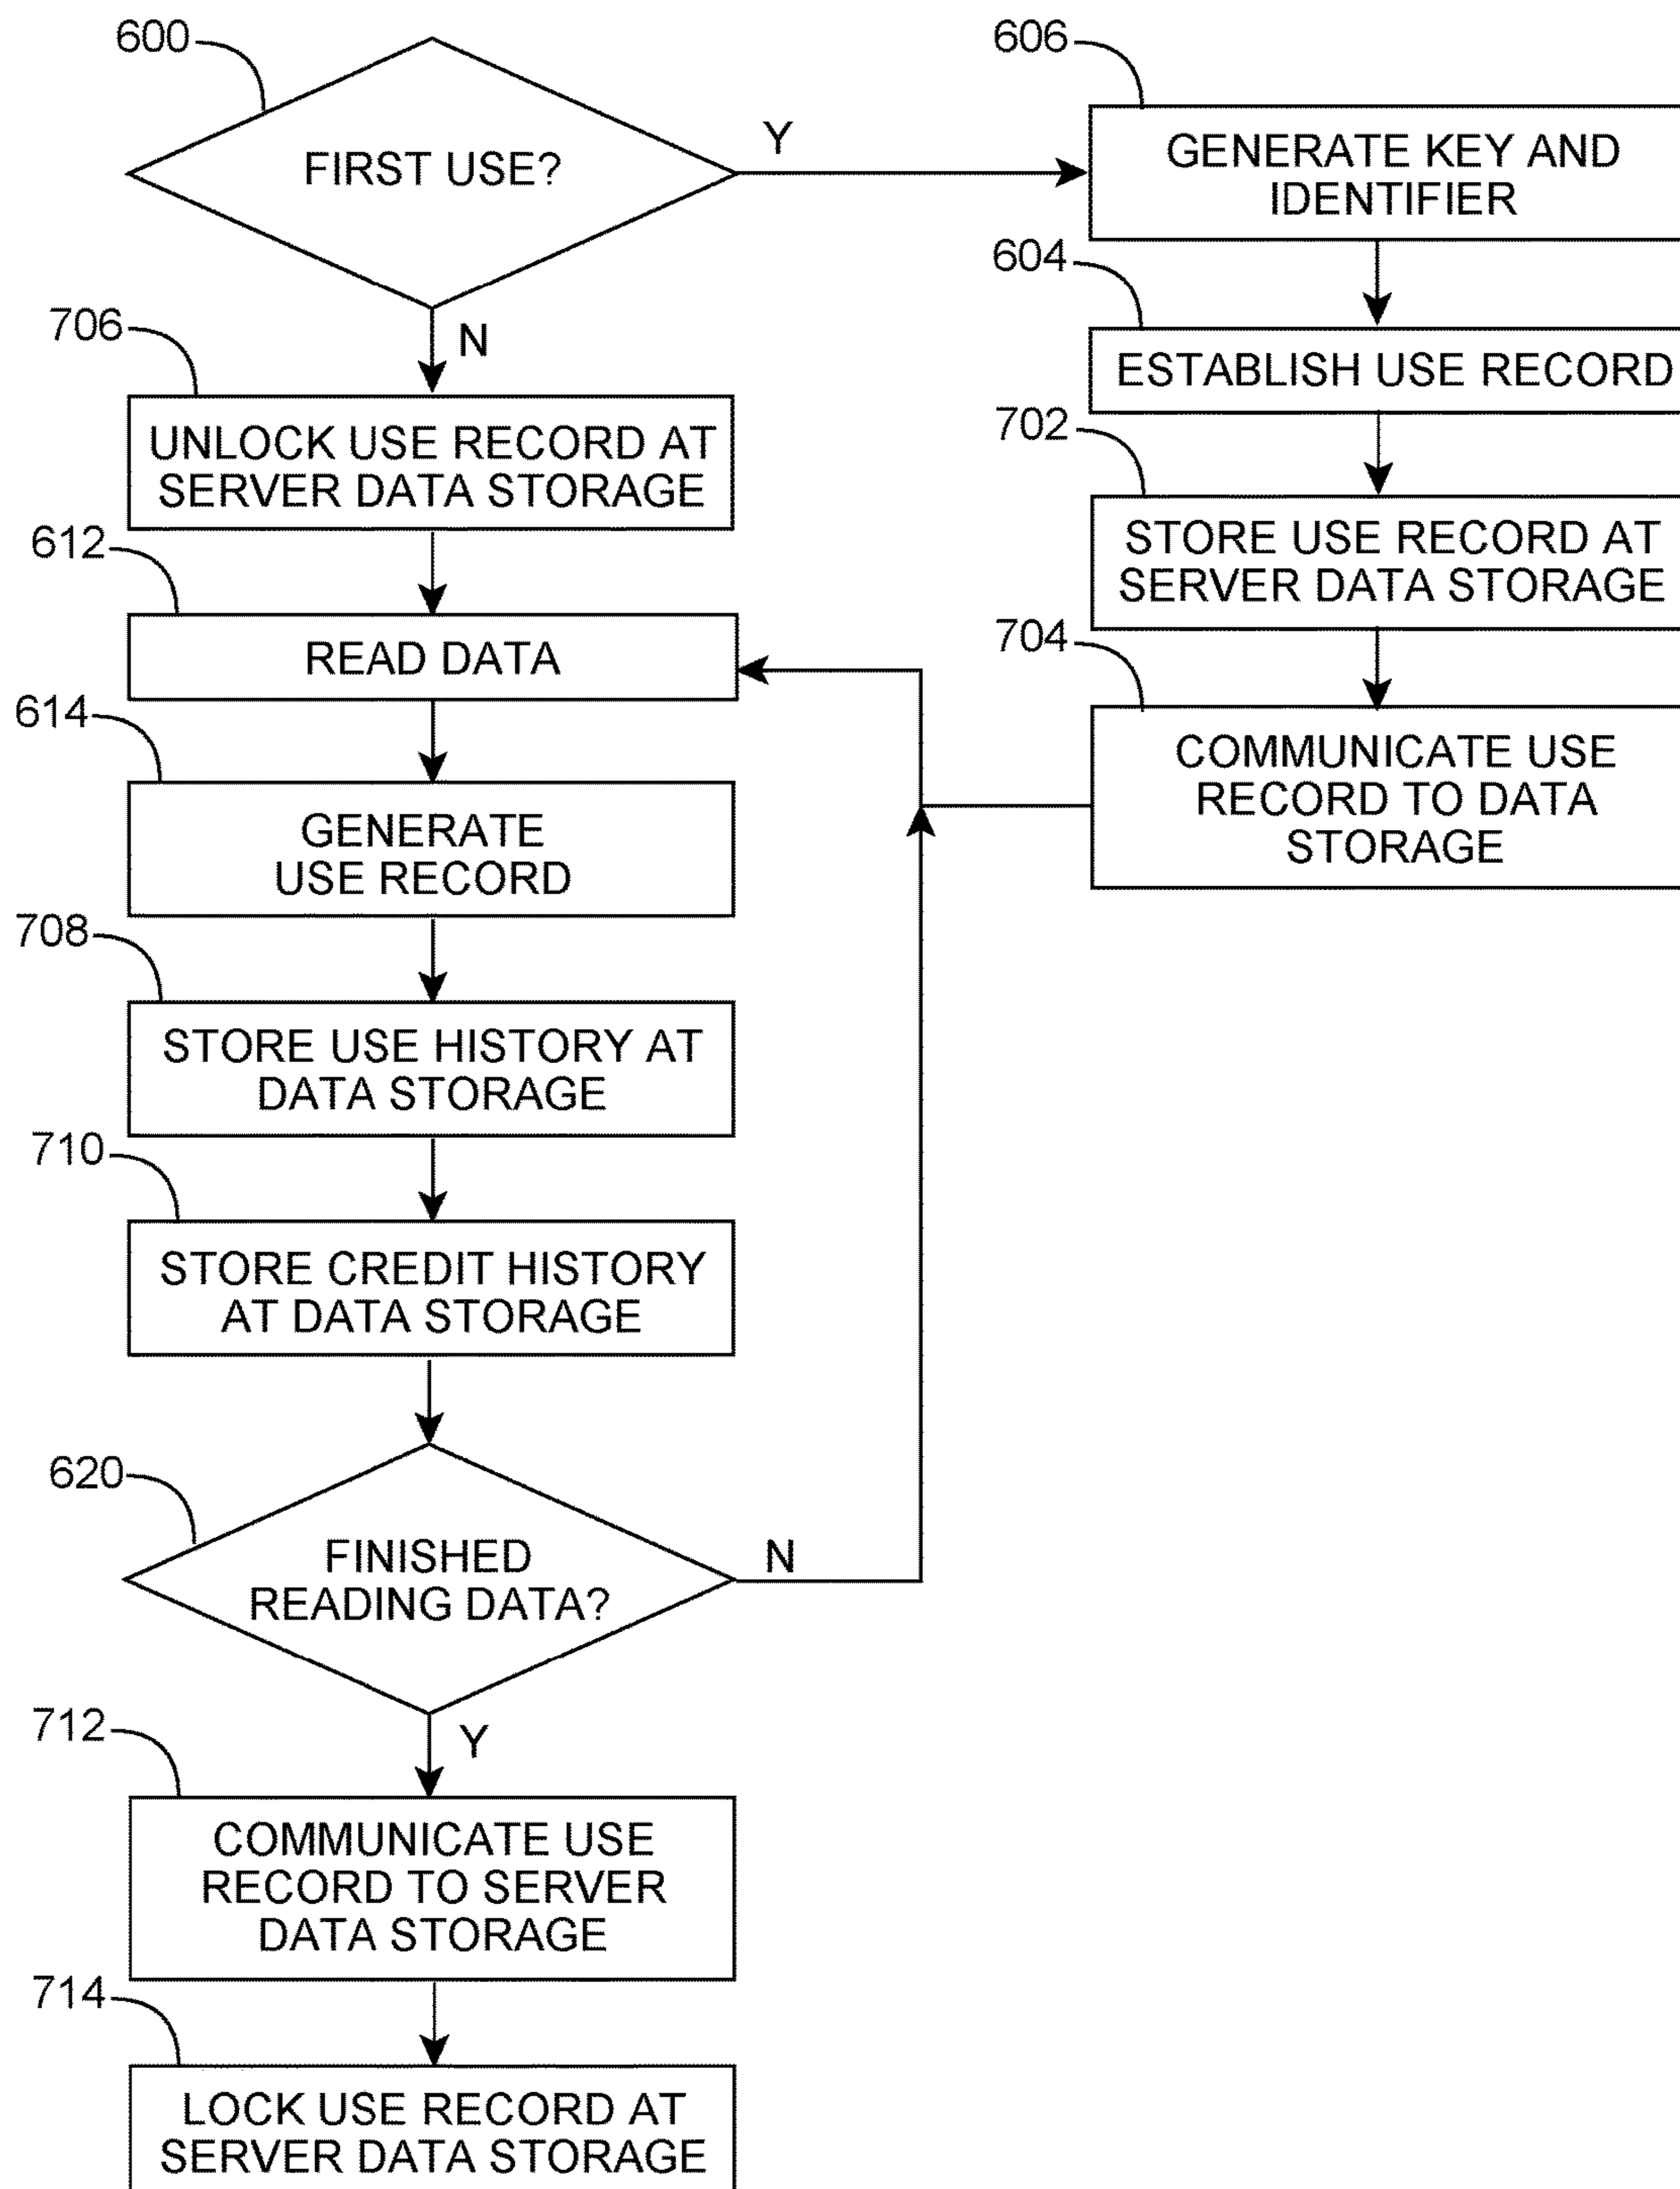 600
FIRST USE?
Y
N
606
GENERATE KEY AND
IDENTIFIER
604
ESTABLISH USE RECORD
702
STORE USE RECORD AT
SERVER DATA STORAGE
704
COMMUNICATE USE
RECORD TO DATA
STORAGE
706
UNLOCK USE RECORD AT
SERVER DATA STORAGE
612
READ DATA
614
GENERATE
USE RECORD
708
STORE USE HISTORY AT
DATA STORAGE
710
STORE CREDIT HISTORY
AT DATA STORAGE
620
FINISHED
READING DATA?
N
Y
712
COMMUNICATE USE
RECORD TO SERVER
DATA STORAGE
714
LOCK USE RECORD AT
SERVER DATA STORAGE